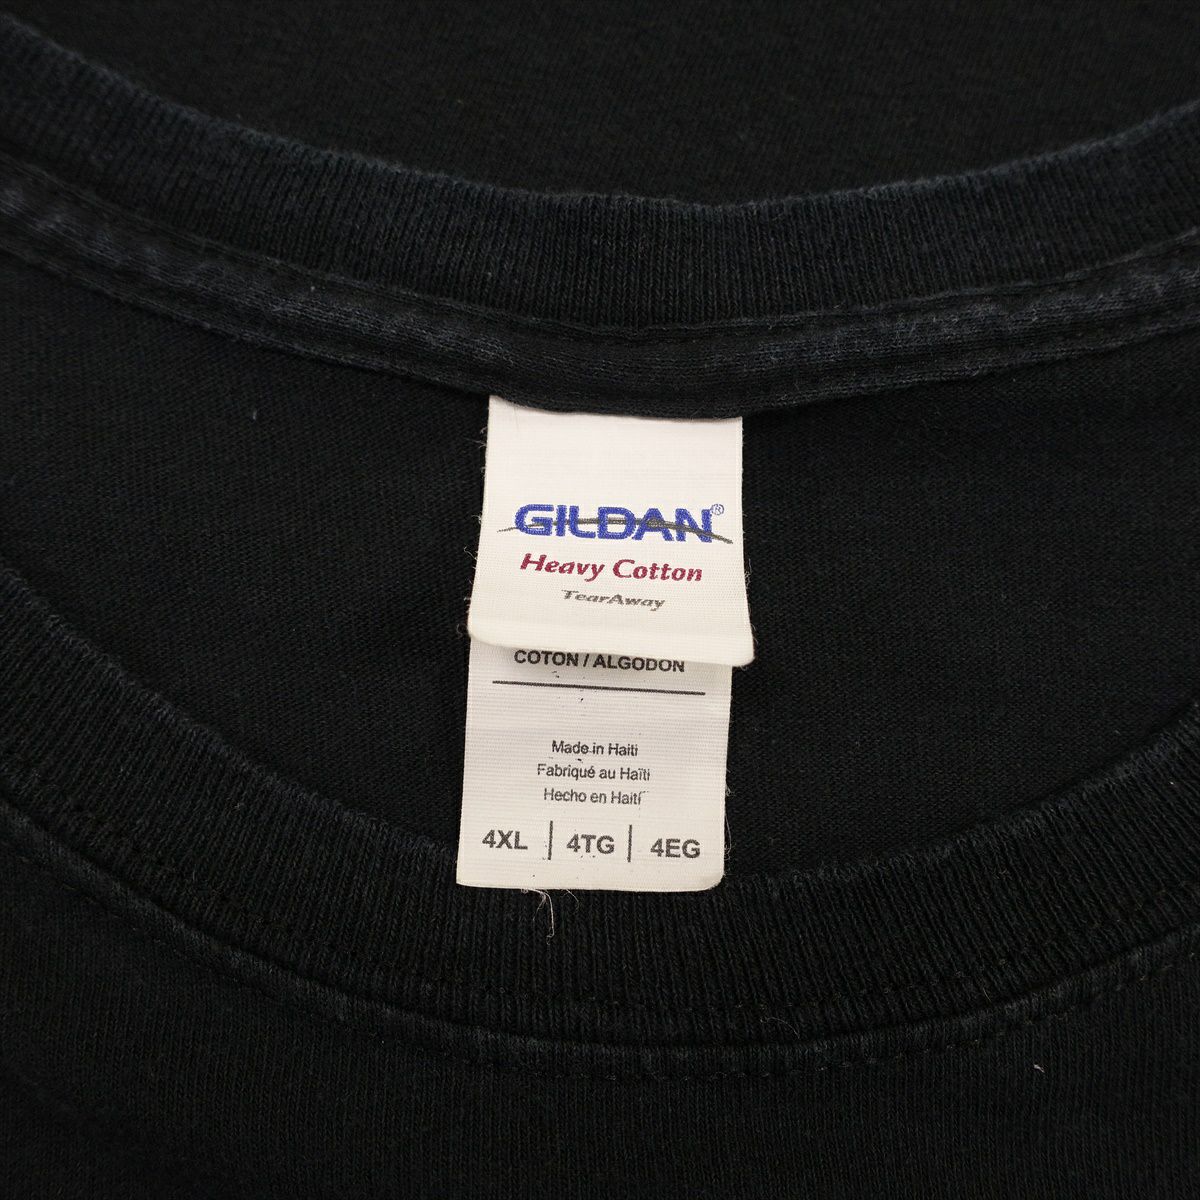 GILDAN®
Heavy Cotton
TearAway
COTON / ALGODON
Made in Haiti
Fabriqué au Haïti
Hecho en Haití
4XL | 4TG | 4EG